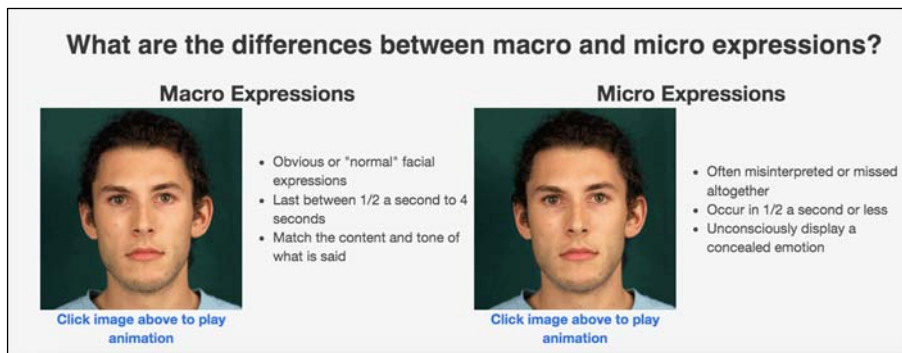 What are the differences between macro and micro expressions?
Macro Expressions
• Obvious or "normal" facial
expressions
• Last between 1/2 a second to 4
seconds
• Match the content and tone of
what is said
Click image above to play
animation
Micro Expressions
• Often misinterpreted or missed
altogether
• Occur in 1/2 a second or less
• Unconsciously display a
concealed emotion
Click image above to play
animation